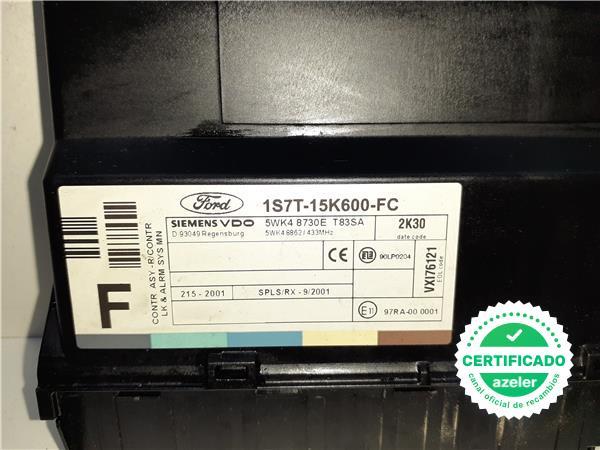 Ford
1S7T-15K600-FC
SIEMENS VDO
5WK4 8730E T83SA
2K30
D-93049 Regensburg
5WK4 8862/433MHz
date code
CONTR ASY -R/CONTR
LK & ALRM SYS MN
F
CE
90LP0204
VXI76121
EOL code
215 - 2001
SPLS/RX - 9/2001
E11
97RA-00 0001
CERTIFICADO
azeler
canal oficial de recambios